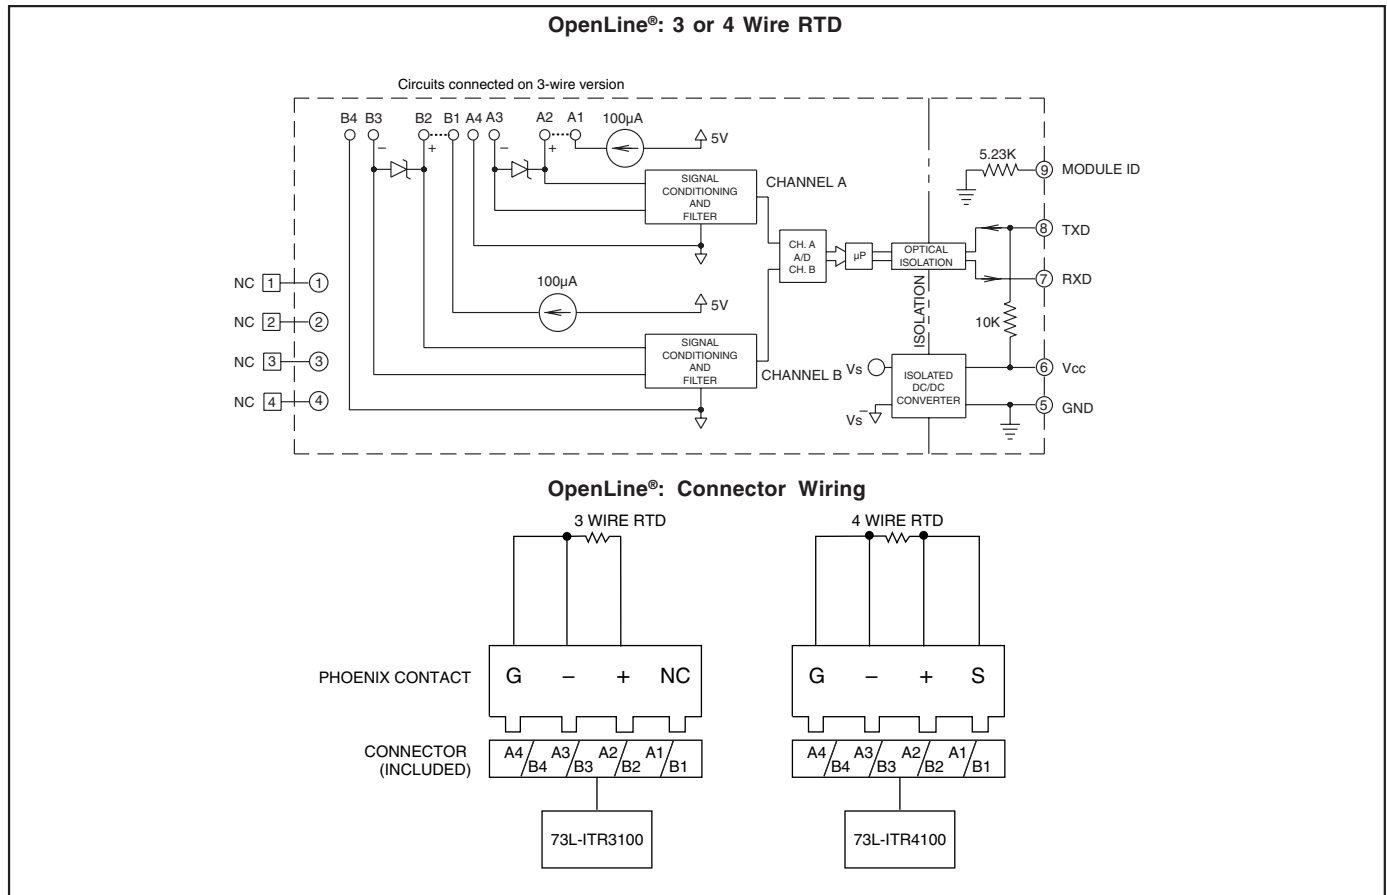 OpenLine®: 3 or 4 Wire RTD
Circuits connected on 3-wire version
B4 B3 B2 B1 A4 A3 A2 A1 100µA
5V
− + − +
SIGNAL
CONDITIONING
AND
FILTER
CHANNEL A
5.23K
9 MODULE ID
8 TXD
CH. A
A/D
CH. B
µP
OPTICAL
ISOLATION
7 RXD
NC 1 1
NC 2 2
NC 3 3
NC 4 4
100µA
5V
ISOLATION
10K
SIGNAL
CONDITIONING
AND
FILTER
CHANNEL B
Vs
Vs−
ISOLATED
DC/DC
CONVERTER
6 Vcc
5 GND
OpenLine®: Connector Wiring
3 WIRE RTD
4 WIRE RTD
PHOENIX CONTACT
G − + NC
G − + S
CONNECTOR
(INCLUDED)
A4/B4 A3/B3 A2/B2 A1/B1
A4/B4 A3/B3 A2/B2 A1/B1
73L-ITR3100
73L-ITR4100